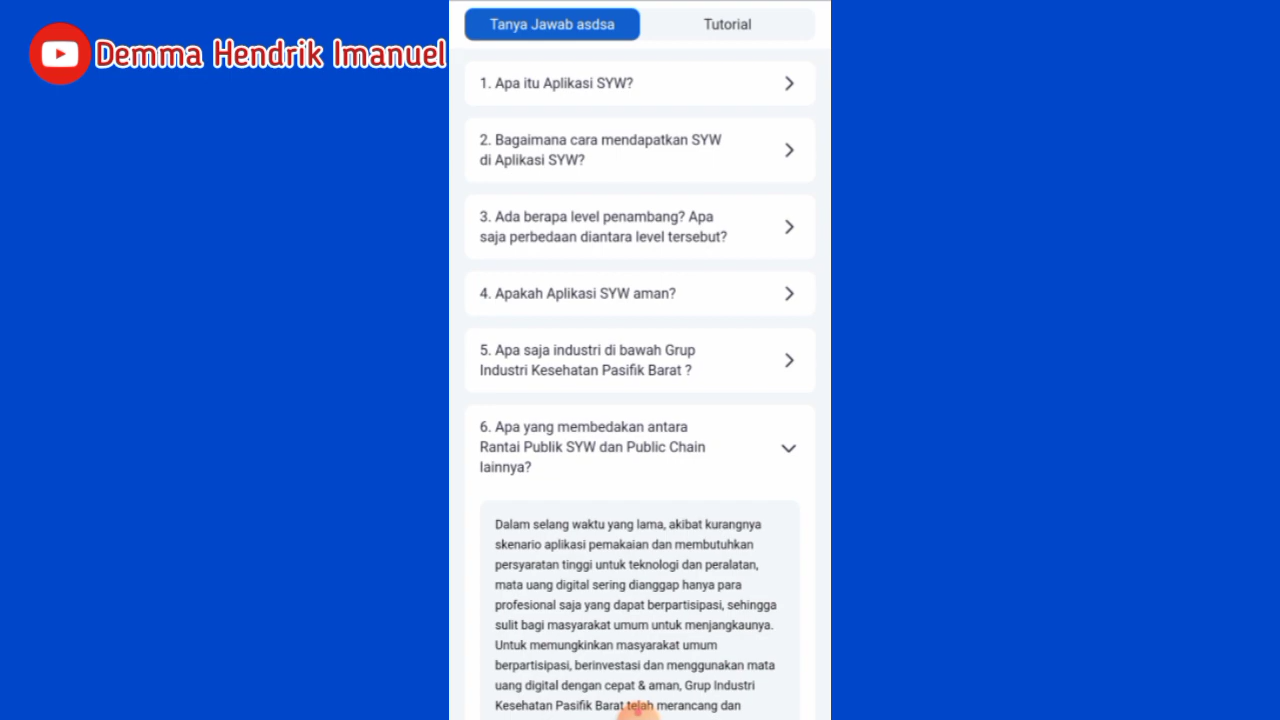 Demma Hendrik Imanuel
Tanya Jawab asdsa
Tutorial
1. Apa itu Aplikasi SYW?
2. Bagaimana cara mendapatkan SYW
di Aplikasi SYW?
3. Ada berapa level penambang? Apa
saja perbedaan diantara level tersebut?
4. Apakah Aplikasi SYW aman?
5. Apa saja industri di bawah Grup
Industri Kesehatan Pasifik Barat ?
6. Apa yang membedakan antara
Rantai Publik SYW dan Public Chain
lainnya?
Dalam selang waktu yang lama, akibat kurangnya
skenario aplikasi pemakaian dan membutuhkan
persyaratan tinggi untuk teknologi dan peralatan,
mata uang digital sering dianggap hanya para
profesional saja yang dapat berpartisipasi, sehingga
sulit bagi masyarakat umum untuk menjangkaunya.
Untuk memungkinkan masyarakat umum
berpartisipasi, berinvestasi dan menggunakan mata
uang digital dengan cepat & aman, Grup Industri
Kesehatan Pasifik Barat telah merancang dan